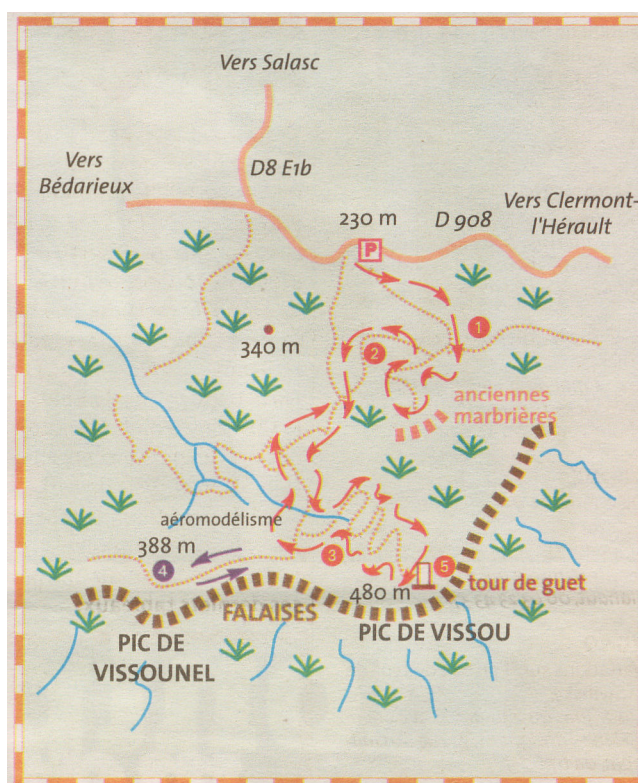 Vers Salasc
Vers
Bédarieux
D8 E1b
230 m
D 908
Vers Clermont-
l'Hérault
P
1
340 m
2
anciennes
marbrières
aéromodélisme
388 m
4
3
5
480 m
tour de guet
FALAISES
PIC DE
VISSOUNEL
PIC DE VISSOU